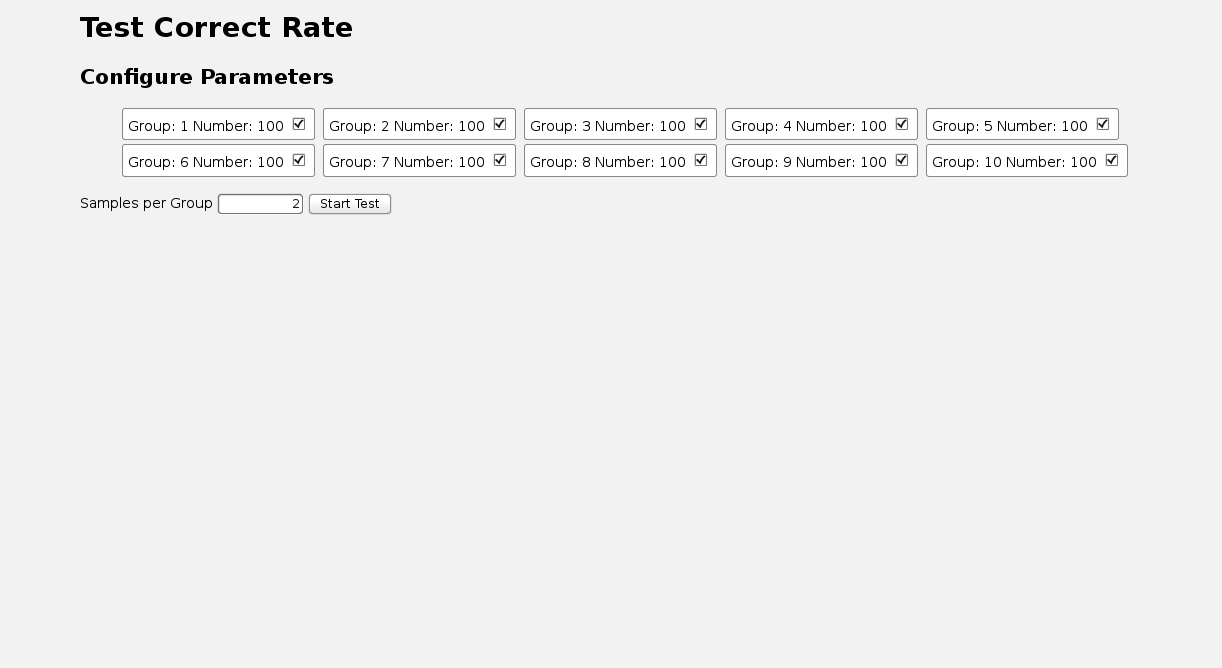 Test Correct Rate
Configure Parameters
Group: 1 Number: 100 Group: 2 Number: 100 Group: 3 Number: 100 Group: 4 Number: 100 Group: 5 Number: 100
Group: 6 Number: 100 Group: 7 Number: 100 Group: 8 Number: 100 Group: 9 Number: 100 Group: 10 Number: 100
Samples per Group 2 Start Test